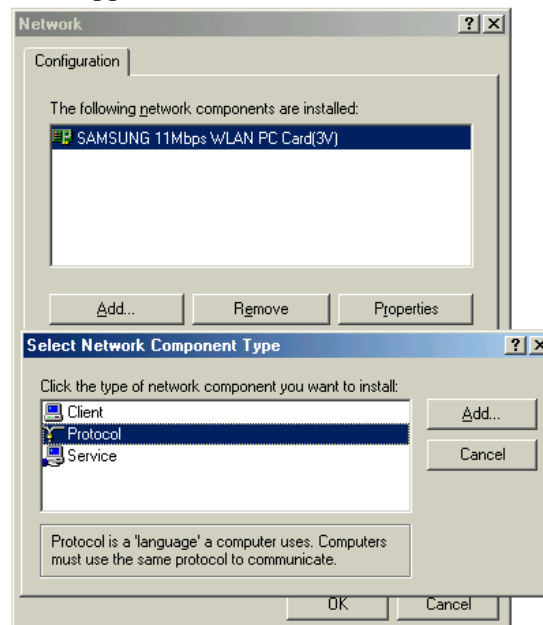 Network
Configuration
The following network components are installed:
SAMSUNG 11Mbps WLAN PC Card(3V)
Add... Remove Properties
Select Network Component Type
Click the type of network component you want to install:
Client
Add...
Protocol
Service
Cancel
Protocol is a 'language' a computer uses. Computers
must use the same protocol to communicate.
OK Cancel